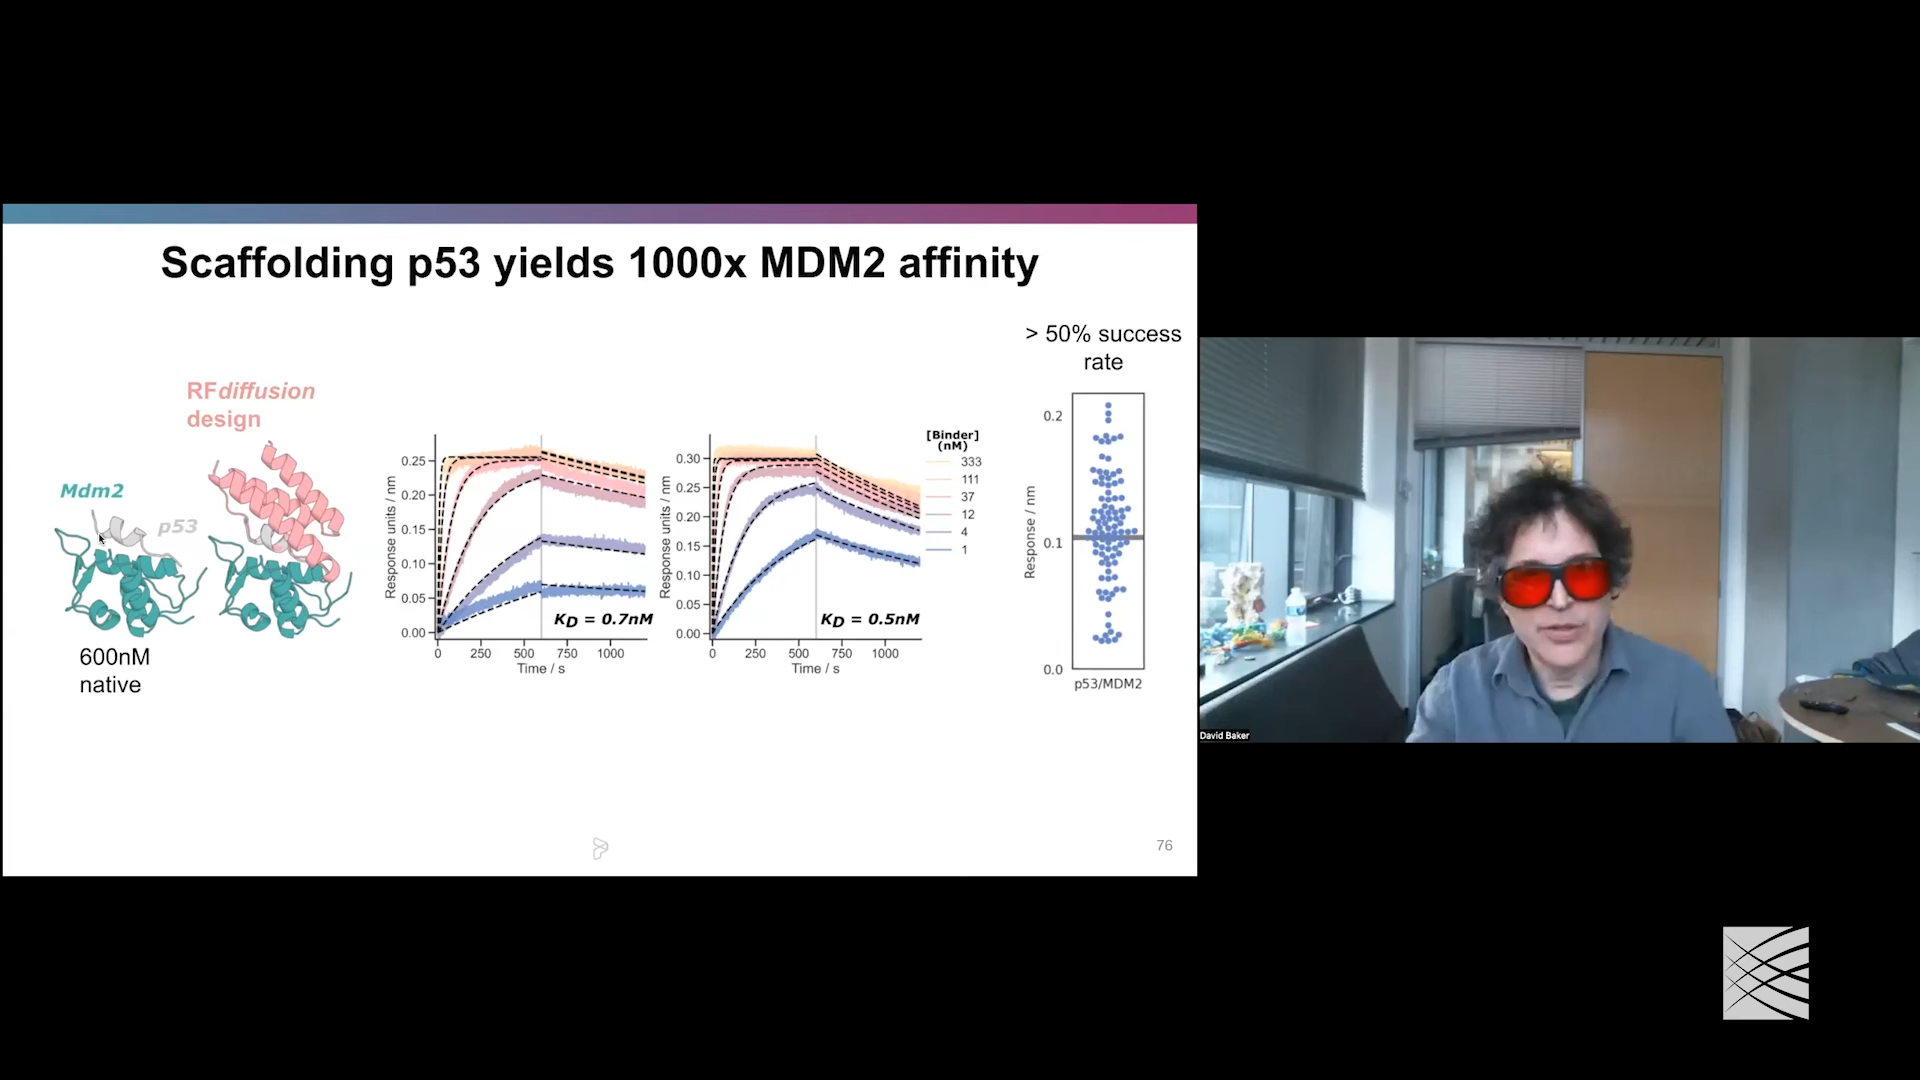 Scaffolding p53 yields 1000x MDM2 affinity
> 50% success
rate
RFdiffusion
design
Mdm2
p53
600nM
native
Response units / nm
0.25
0.20
0.15
0.10
0.05
0.00
KD = 0.7nM
0 250 500 750 1000
Time / s
Response units / nm
0.30
0.25
0.20
0.15
0.10
0.05
0.00
KD = 0.5nM
0 250 500 750 1000
Time / s
[Binder]
(nM)
333
111
37
12
4
1
Response / nm
0.2
0.1
0.0
p53/MDM2
76
David Baker